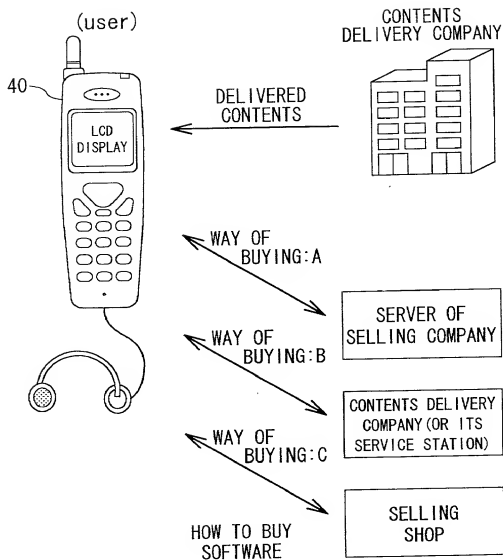 (user)
CONTENTS
DELIVERY COMPANY
40
LCD
DISPLAY
DELIVERED
CONTENTS
WAY OF
BUYING:A
SERVER OF
SELLING COMPANY
WAY OF
BUYING:B
CONTENTS DELIVERY
COMPANY(OR ITS
SERVICE STATION)
WAY OF
BUYING:C
SELLING
SHOP
HOW TO BUY
SOFTWARE